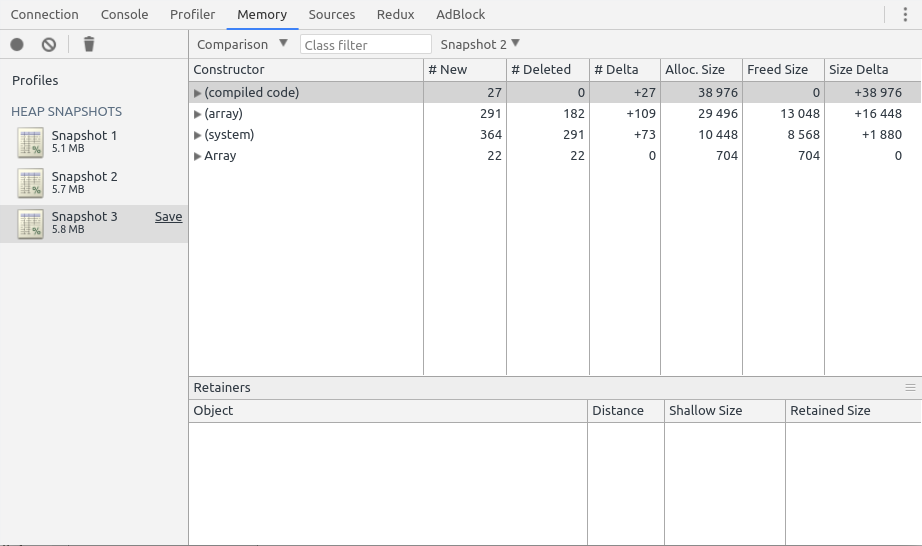 Connection Console Profiler Memory Sources Redux AdBlock
Comparison ▼ Class filter Snapshot 2 ▼
Profiles
HEAP SNAPSHOTS
Snapshot 1
5.1 MB
Snapshot 2
5.7 MB
Snapshot 3 Save
5.8 MB
Constructor # New # Deleted # Delta Alloc. Size Freed Size Size Delta
(compiled code) 27 0 +27 38 976 0 +38 976
(array) 291 182 +109 29 496 13 048 +16 448
(system) 364 291 +73 10 448 8 568 +1 880
Array 22 22 0 704 704 0
Retainers
Object Distance Shallow Size Retained Size